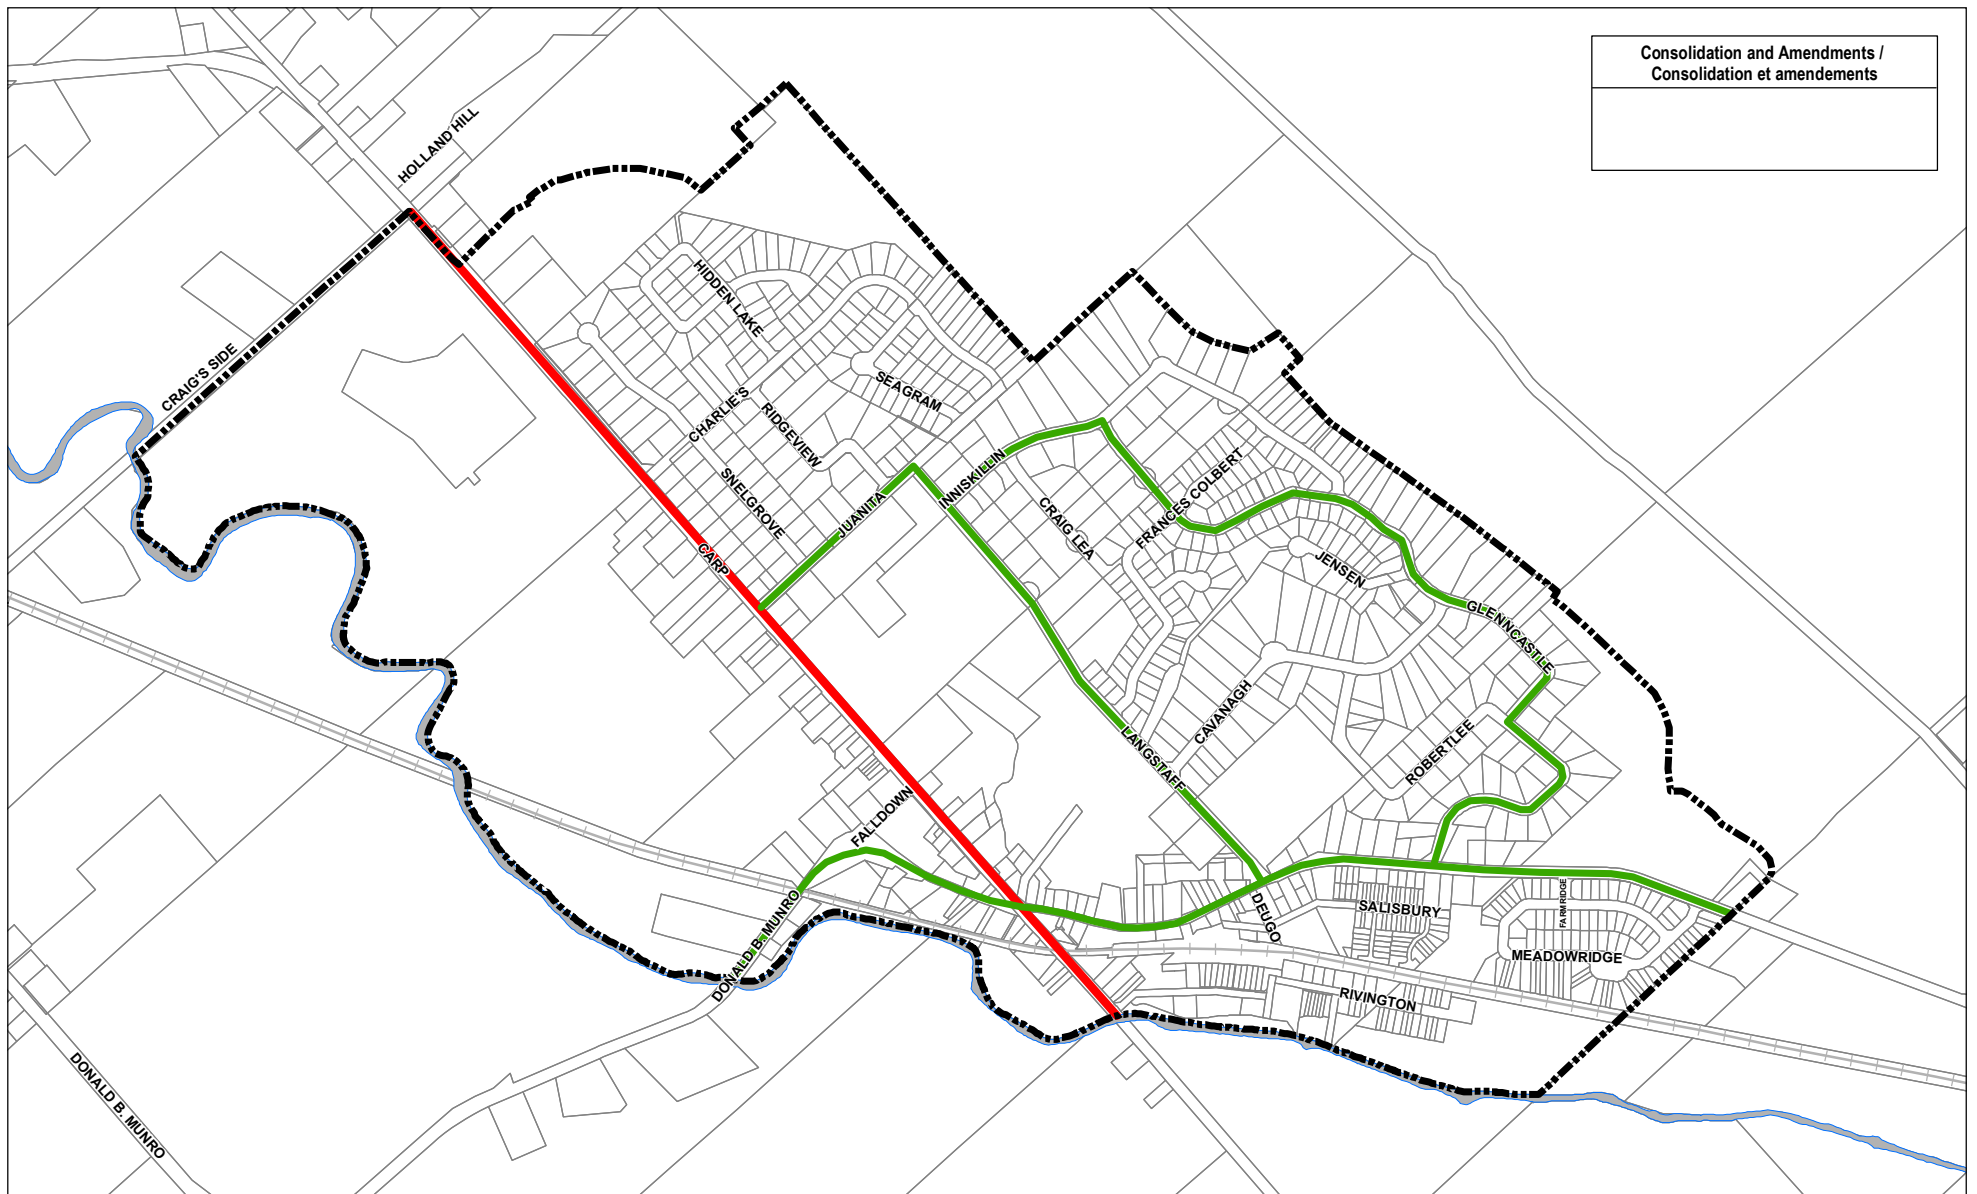 Consolidation and Amendments /
Consolidation et amendements
HOLLAND HILL
CRAIG'S SIDE
HIDDEN LAKE
SEAGRAM
CHARLIE'S
RIDGEVIEW
SNELGROVE
JUANITA
INNISKILLIN
CRAIG LEA
FRANCES COLBERT
CARP
JENSEN
GLENNCASTLE
CAVANAGH
LANGSTAFF
ROBERTLEE
FALLDOWN
DONALD B. MUNRO
DEUGO
SALISBURY
FARMRIDGE
MEADOWRIDGE
RIVINGTON
DONALD B. MUNRO